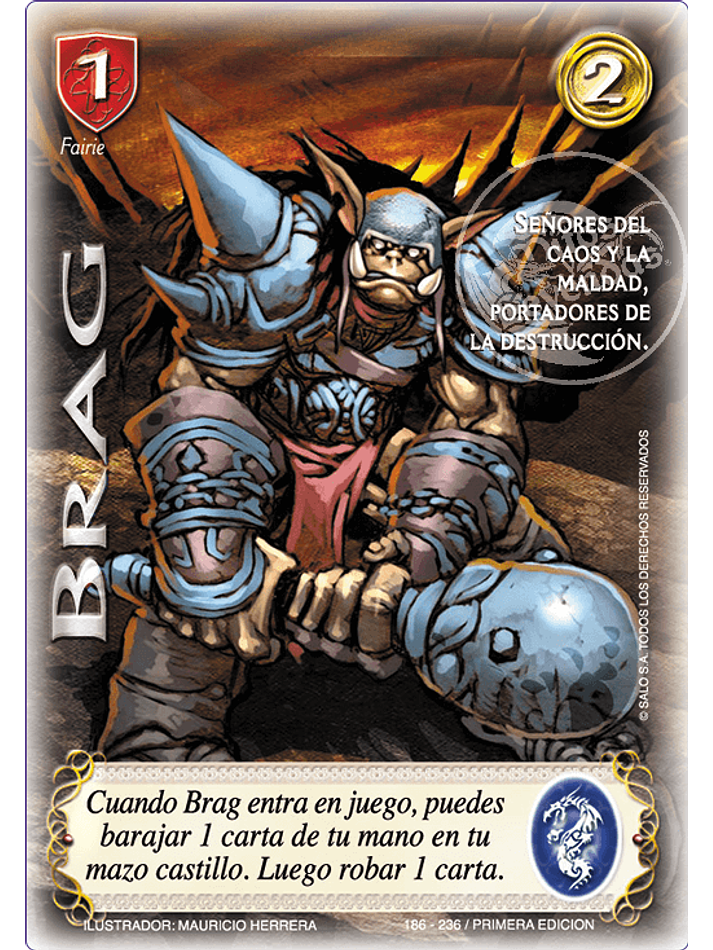 1
2
Fairie
SEÑORES DEL
CAOS Y LA
MALDAD,
PORTADORES DE
LA DESTRUCCIÓN.
BRAG
© SALO S.A. TODOS LOS DERECHOS RESERVADOS
Cuando Brag entra en juego, puedes
barajar 1 carta de tu mano en tu
mazo castillo. Luego robar 1 carta.
ILUSTRADOR: MAURICIO HERRERA
186 - 236 / PRIMERA EDICION